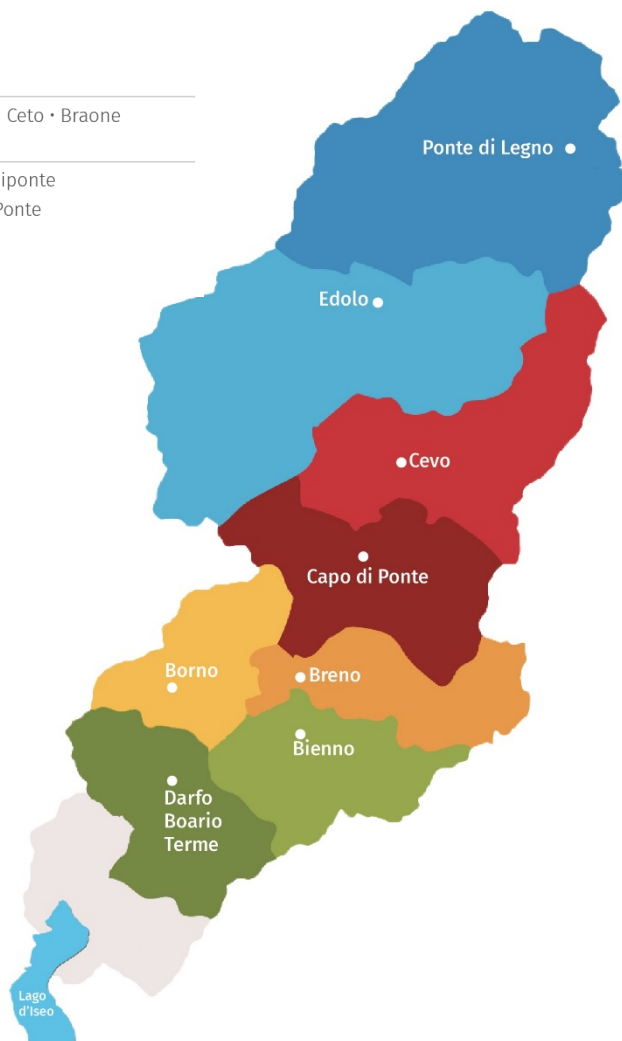 Ceto • Braone
iponte
Ponte
Ponte di Legno
Edolo
Cevo
Capo di Ponte
Borno
Breno
Bienno
Darfo
Boario
Terme
Lago
d'Iseo